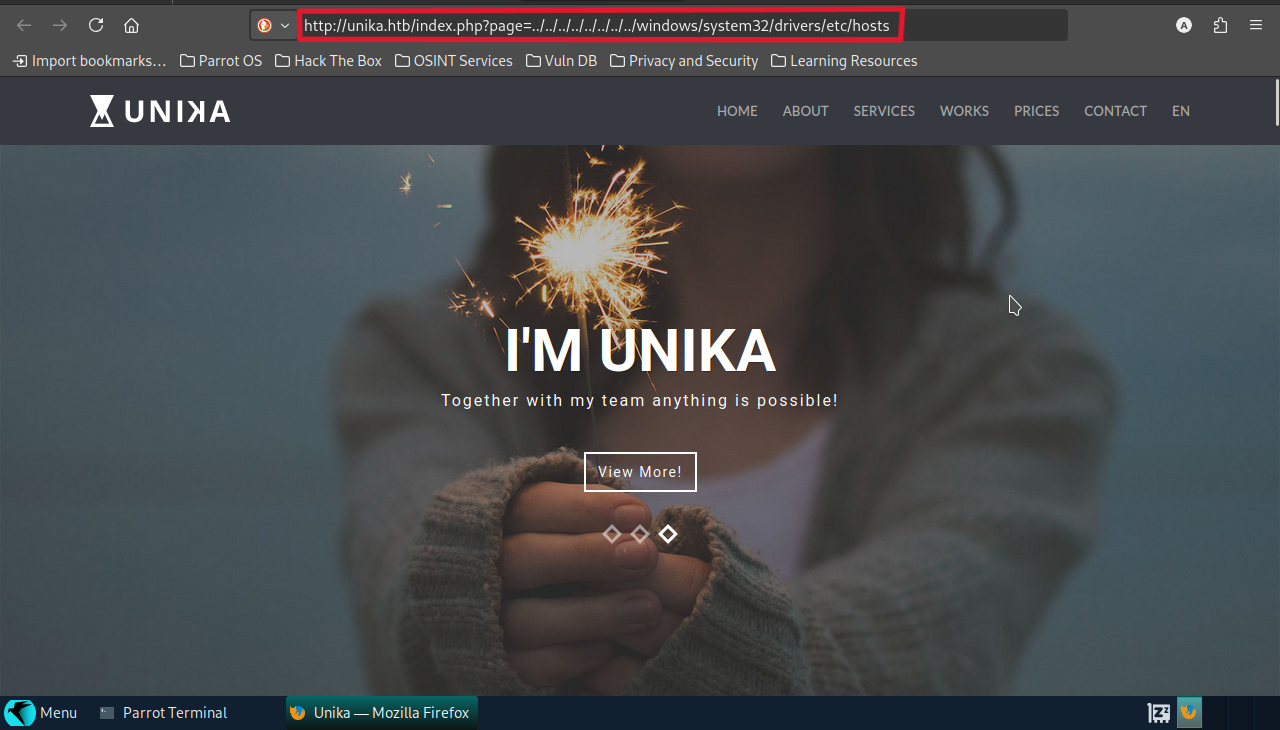 http://unika.htb/index.php?page=../../../../../../../../windows/system32/drivers/etc/hosts
A
Import bookmarks… Parrot OS Hack The Box OSINT Services Vuln DB Privacy and Security Learning Resources
UNIKA HOME ABOUT SERVICES WORKS PRICES CONTACT EN
I'M UNIKA
Together with my team anything is possible!
View More!
Menu Parrot Terminal Unika — Mozilla Firefox